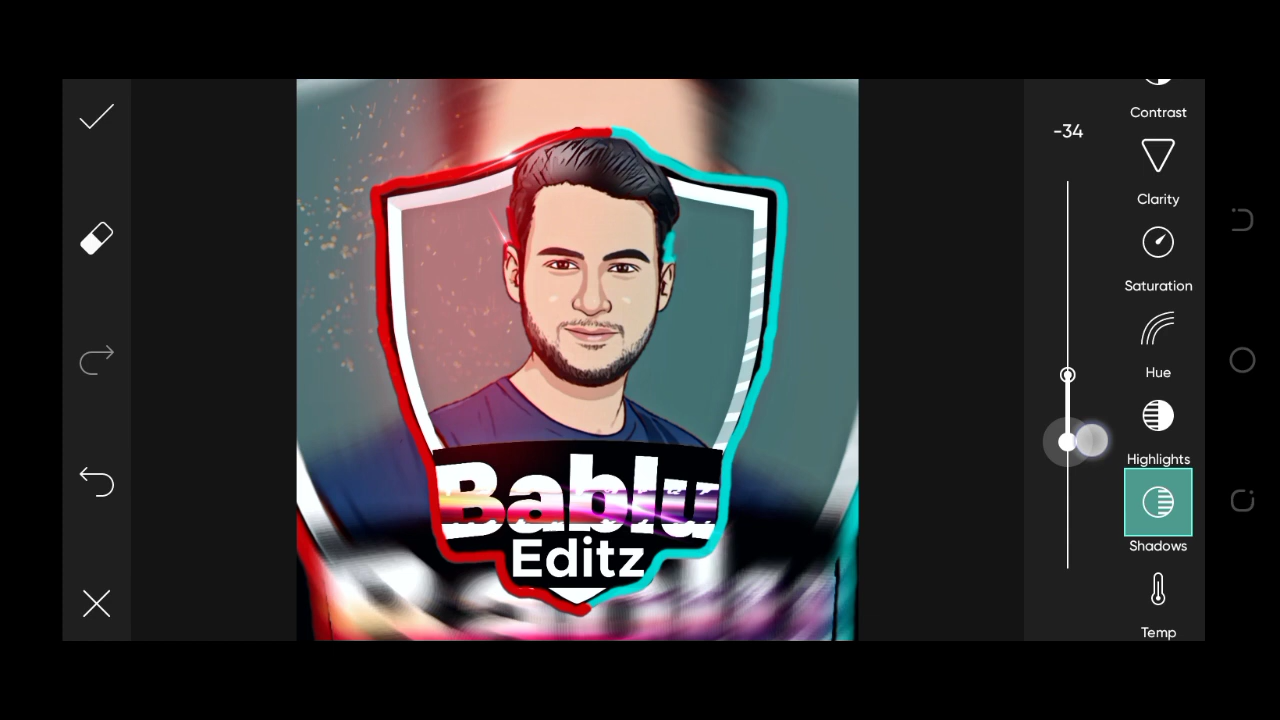 Bablu
Editz
-34
Contrast
Clarity
Saturation
Hue
Highlights
Shadows
Temp